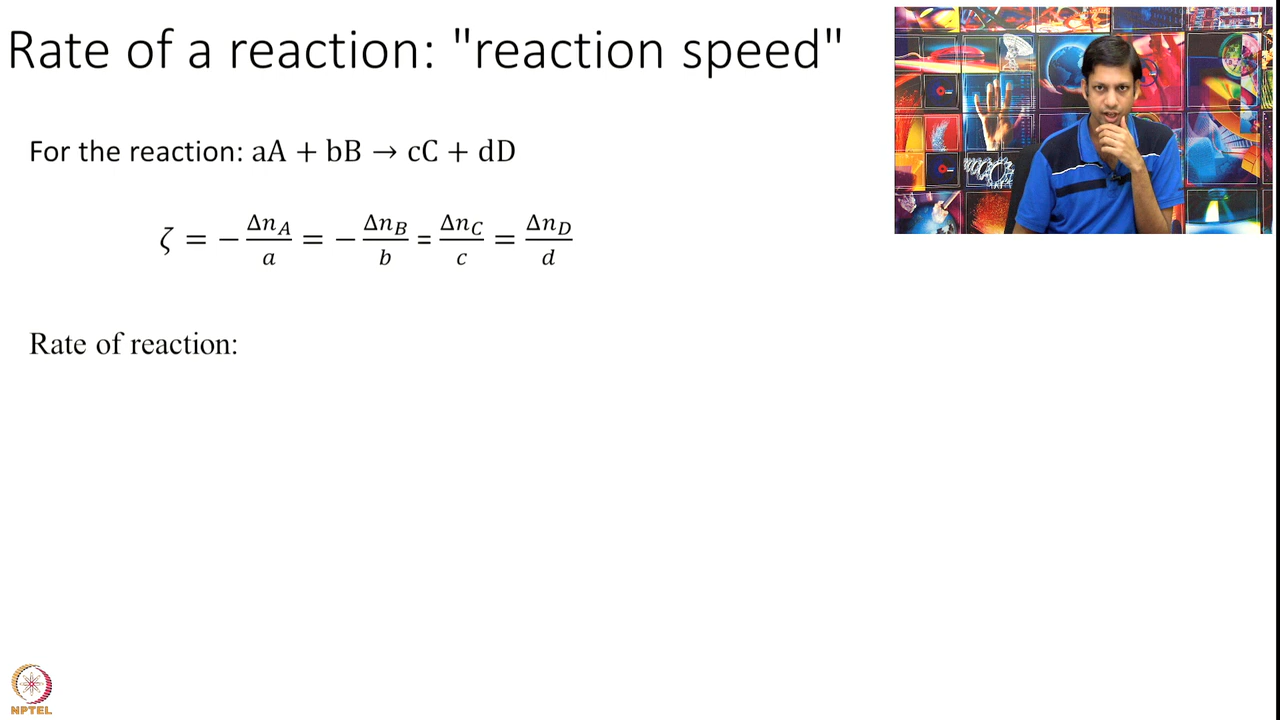 Rate of a reaction: "reaction speed"
For the reaction: aA + bB → cC + dD
ζ = −Δn_A/a = −Δn_B/b = Δn_C/c = Δn_D/d
Rate of reaction:
NPTEL